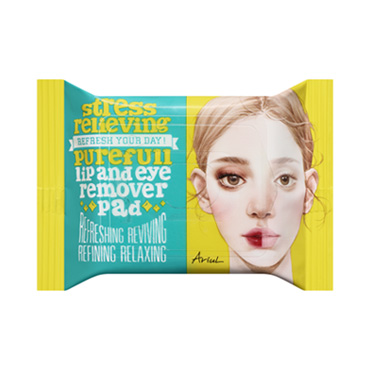 stress
relieving
REFRESH YOUR DAY!
purefull
lip and eye
remover
pad
REFRESHING REVIVING
REFINING RELAXING
Ariul